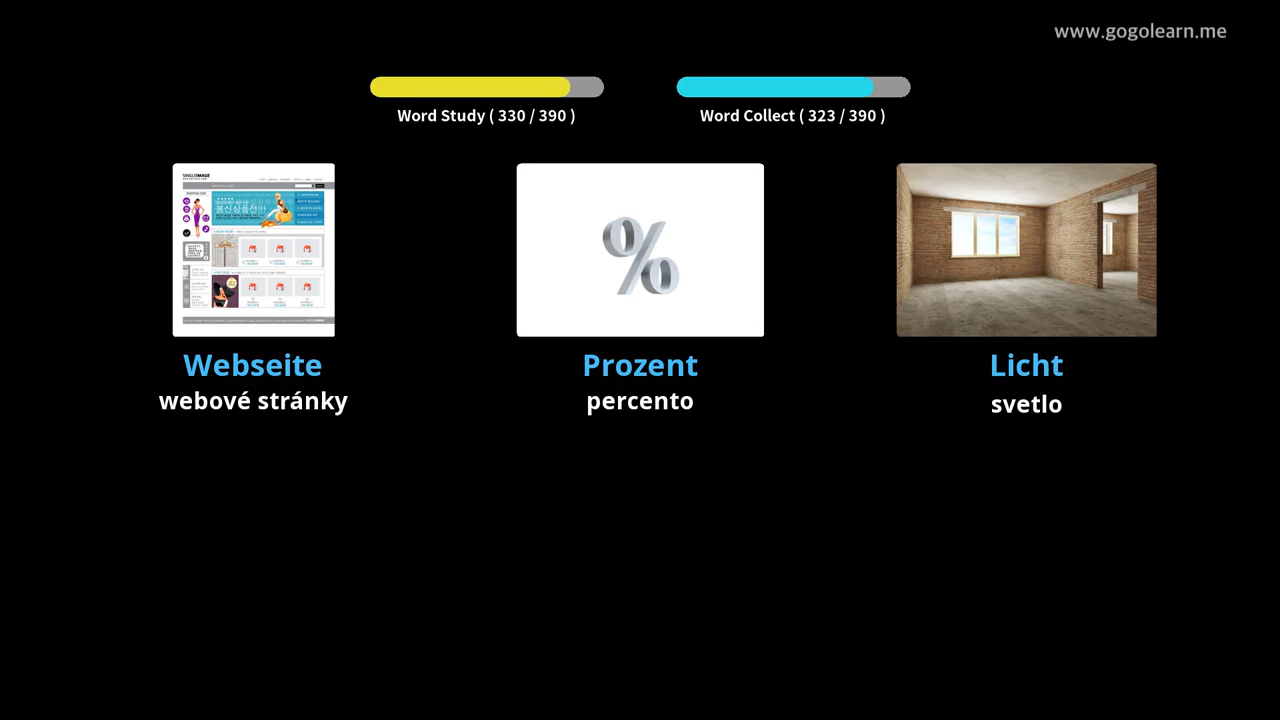 www.gogolearn.me
Word Study ( 330 / 390 )
Word Collect ( 323 / 390 )
Webseite
webové stránky
Prozent
percento
Licht
svetlo
%